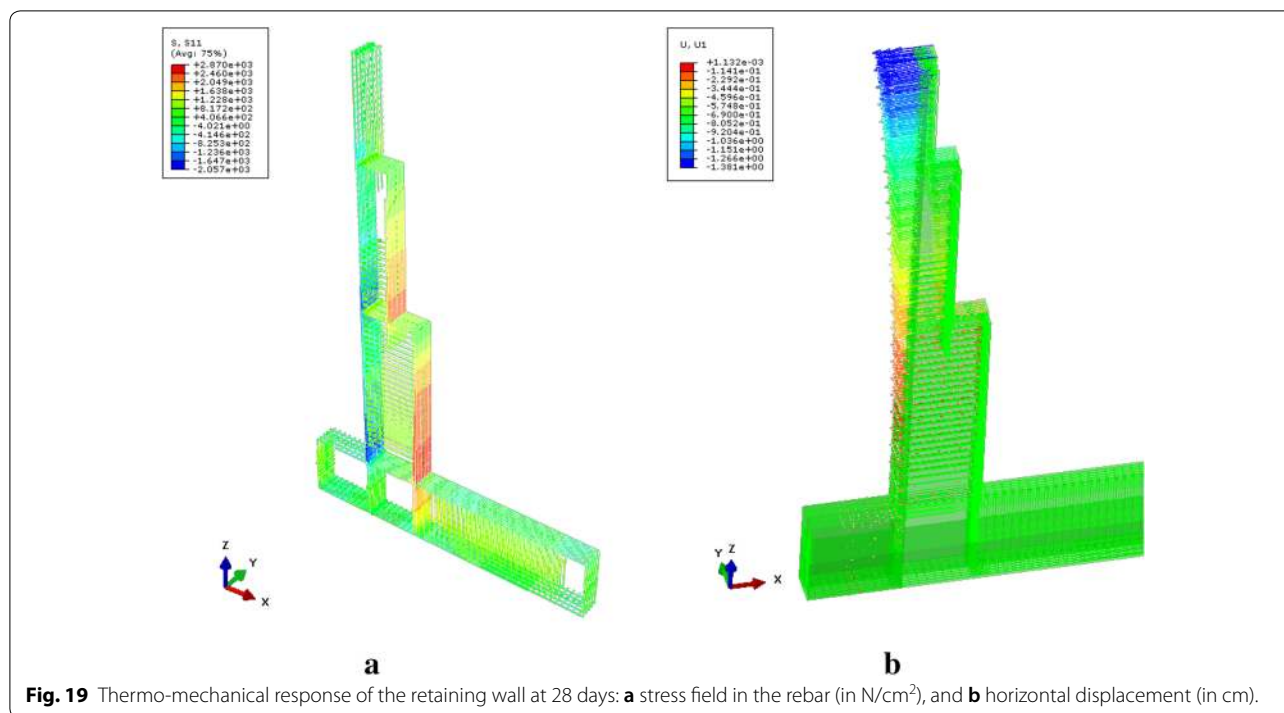 S, S11
(Avg: 75%)
+2.870e+03
+2.460e+03
+2.049e+03
+1.638e+03
+1.228e+03
+8.172e+02
+4.066e+02
-4.021e+00
-4.146e+02
-8.253e+02
-1.236e+03
-1.647e+03
-2.057e+03
Z
Y
X
a
U, U1
+1.132e-03
-1.141e-01
-2.292e-01
-3.444e-01
-4.596e-01
-5.748e-01
-6.900e-01
-8.052e-01
-9.204e-01
-1.036e+00
-1.151e+00
-1.266e+00
-1.381e+00
Y
Z
X
b
Fig. 19 Thermo-mechanical response of the retaining wall at 28 days: a stress field in the rebar (in N/cm²), and b horizontal displacement (in cm).